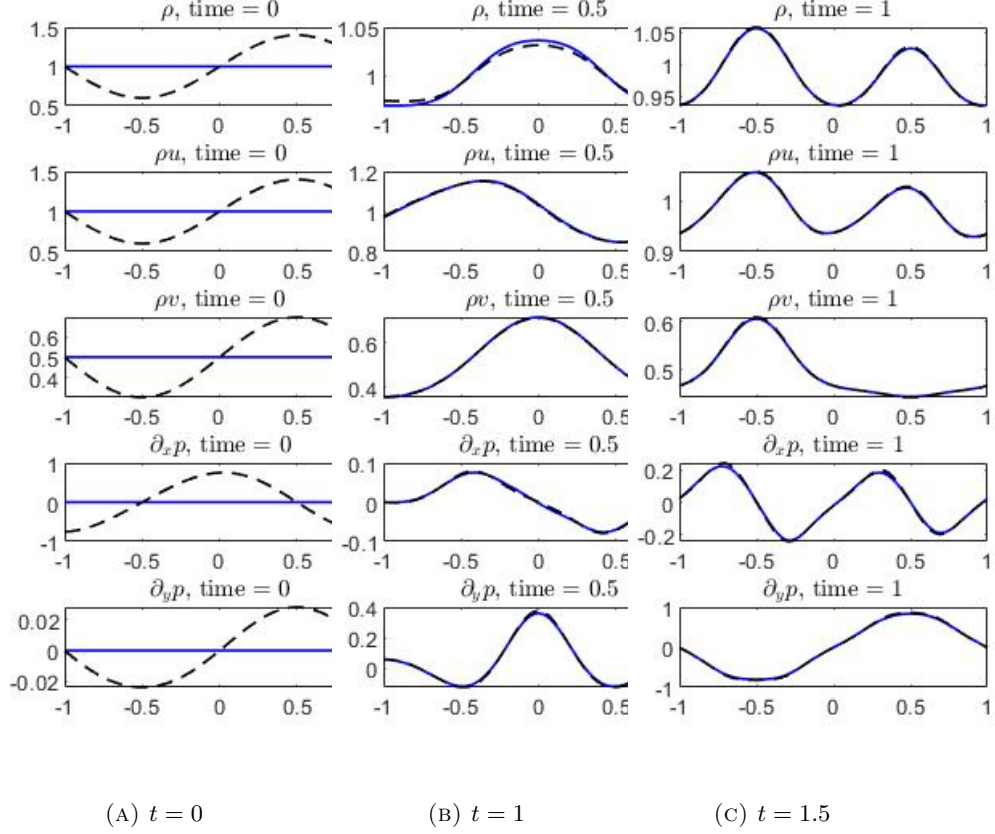 ρ, time = 0
1.5
1
0.5
-1 -0.5 0 0.5
ρu, time = 0
1.5
1
0.5
-1 -0.5 0 0.5
ρv, time = 0
0.6
0.5
0.4
-1 -0.5 0 0.5
∂ₓp, time = 0
1
0
-1
-1 -0.5 0 0.5
∂ᵧp, time = 0
0.02
0
-0.02
-1 -0.5 0 0.5
(A) t = 0
ρ, time = 0.5
1.05
1
-1 -0.5 0 0.5
ρu, time = 0.5
1.2
1
0.8
-1 -0.5 0 0.5
ρv, time = 0.5
0.6
0.4
-1 -0.5 0 0.5
∂ₓp, time = 0.5
0.1
0
-0.1
-1 -0.5 0 0.5
∂ᵧp, time = 0.5
0.4
0.2
0
-1 -0.5 0 0.5
(B) t = 1
ρ, time = 1
1.05
1
0.95
-1 -0.5 0 0.5 1
ρu, time = 1
1
0.9
-1 -0.5 0 0.5 1
ρv, time = 1
0.6
0.5
-1 -0.5 0 0.5 1
∂ₓp, time = 1
0.2
0
-0.2
-1 -0.5 0 0.5 1
∂ᵧp, time = 1
1
0
-1
-1 -0.5 0 0.5 1
(C) t = 1.5